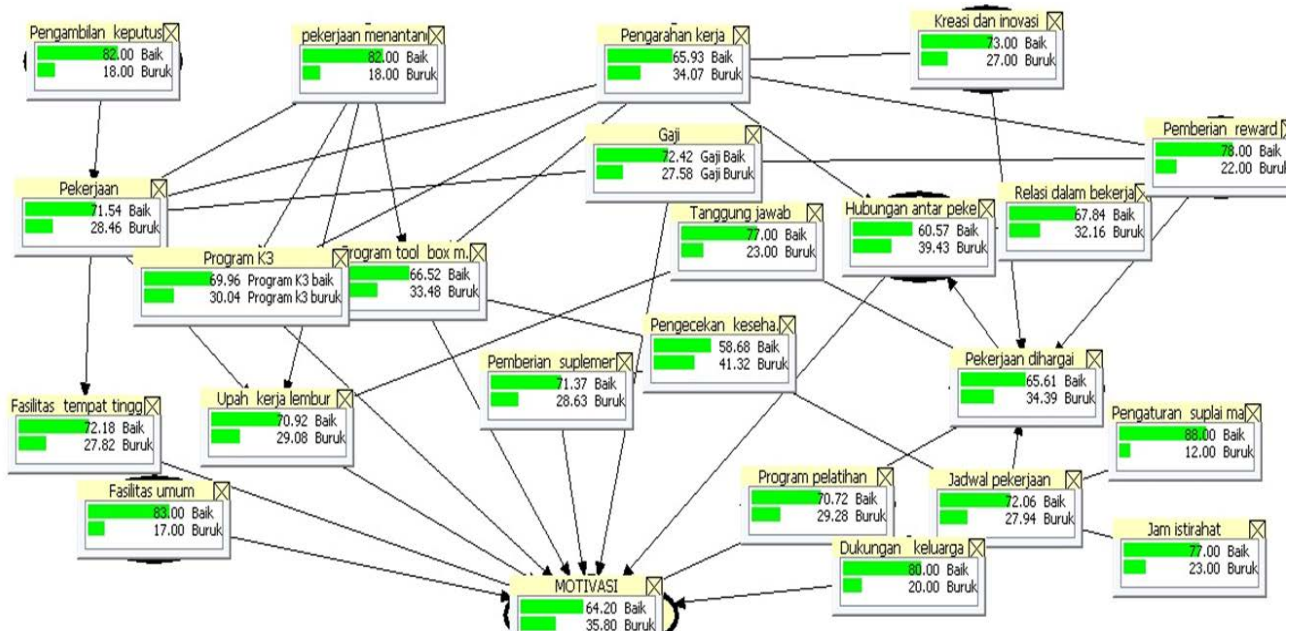 Pengambilan keputus
82.00 Baik
18.00 Buruk
pekerjaan menantan
82.00 Baik
18.00 Buruk
Pengarahan kerja
65.93 Baik
34.07 Buruk
Kreasi dan inovasi
73.00 Baik
27.00 Buruk
Gaji
72.42 Gaji Baik
27.58 Gaji Buruk
Pemberian reward
78.00 Baik
22.00 Buruk
Pekerjaan
71.54 Baik
28.46 Buruk
Tanggung jawab
77.00 Baik
23.00 Buruk
Hubungan antar peke
60.57 Baik
39.43 Buruk
Relasi dalam bekerja
67.84 Baik
32.16 Buruk
Program K3
69.96 Program K3 baik
30.04 Program k3 buruk
Program tool box m.
66.52 Baik
33.48 Buruk
Pengecekan keseha.
58.68 Baik
41.32 Buruk
Pemberian suplemen
71.37 Baik
28.63 Buruk
Pekerjaan dihargai
65.61 Baik
34.39 Buruk
Fasilitas tempat tingg
72.18 Baik
27.82 Buruk
Upah kerja lembur
70.92 Baik
29.08 Buruk
Pengaturan suplai ma
88.00 Baik
12.00 Buruk
Fasilitas umum
83.00 Baik
17.00 Buruk
Program pelatihan
70.72 Baik
29.28 Buruk
Jadwal pekerjaan
72.06 Baik
27.94 Buruk
Jam istirahat
77.00 Baik
23.00 Buruk
Dukungan keluarga
80.00 Baik
20.00 Buruk
MOTIVASI
64.20 Baik
35.80 Buruk